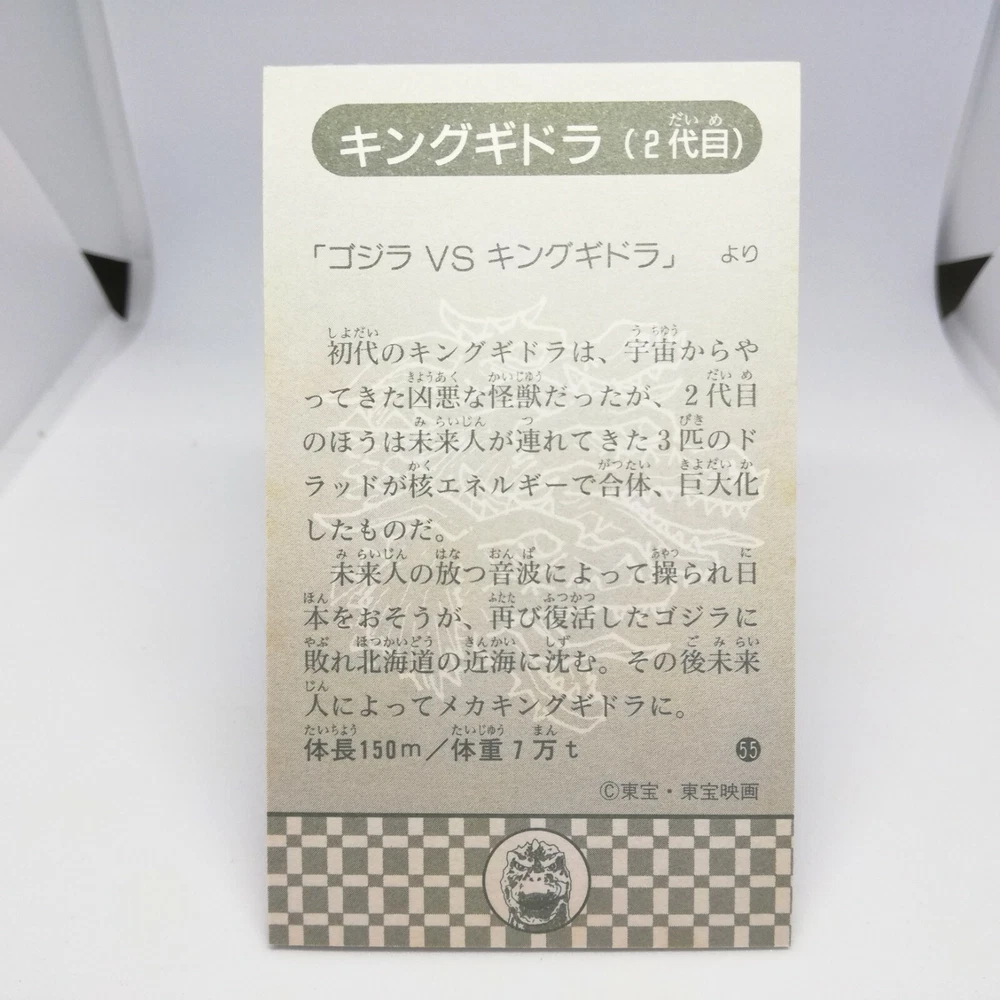 キングギドラ(2代目)
「ゴジラ VS キングギドラ」 より
初代のキングギドラは、宇宙からや
ってきた凶悪な怪獣だったが、2代目
のほうは未来人が連れてきた3匹のド
ラッドが核エネルギーで合体、巨大化
したものだ。
未来人の放つ音波によって操られ日
本をおそうが、再び復活したゴジラに
敗れ北海道の近海に沈む。その後未来
人によってメカキングギドラに。
体長150m/体重7万t
55
©東宝・東宝映画